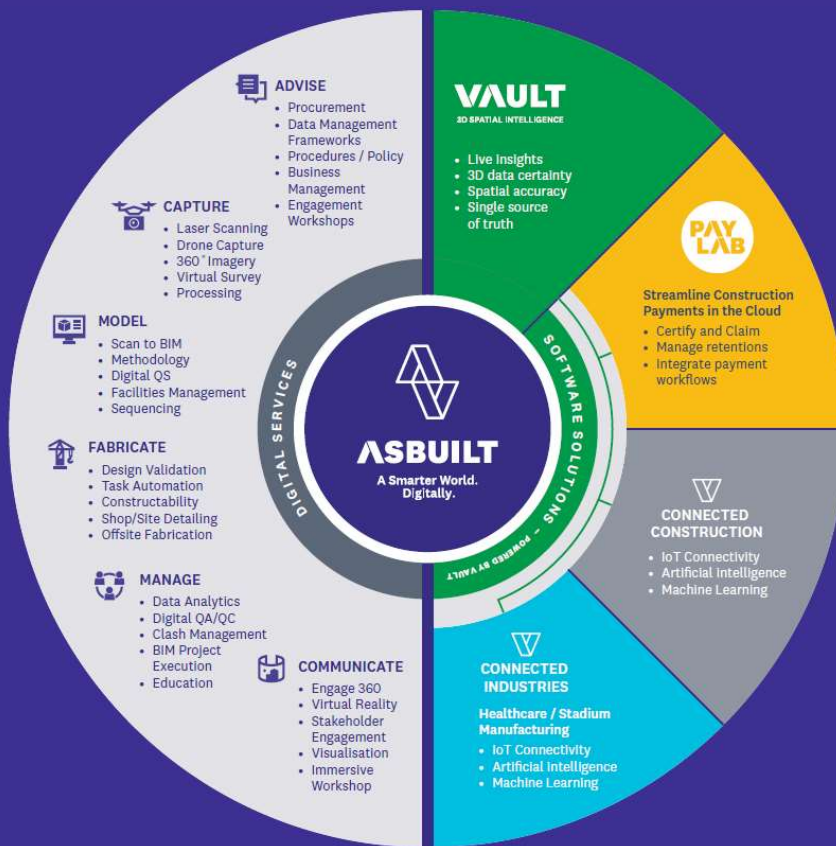 ADVISE
• Procurement
• Data Management
Frameworks
• Procedures / Policy
• Business
Management
• Engagement
Workshops
CAPTURE
• Laser Scanning
• Drone Capture
• 360° Imagery
• Virtual Survey
• Processing
MODEL
• Scan to BIM
• Methodology
• Digital QS
• Facilities Management
• Sequencing
FABRICATE
• Design Validation
• Task Automation
• Constructability
• Shop/Site Detailing
• Offsite Fabrication
MANAGE
• Data Analytics
• Digital QA/QC
• Clash Management
• BIM Project
Execution
• Education
COMMUNICATE
• Engage 360
• Virtual Reality
• Stakeholder
Engagement
• Visualisation
• Immersive
Workshop
DIGITAL SERVICES
ASBUILT
A Smarter World.
Digitally.
SOFTWARE SOLUTIONS – POWERED BY VAULT
VAULT
2D SPATIAL INTELLIGENCE
• Live insights
• 3D data certainty
• Spatial accuracy
• Single source
of truth
PAY
LAB
Streamline Construction
Payments in the Cloud
• Certify and Claim
• Manage retentions
• Integrate payment
workflows
CONNECTED
CONSTRUCTION
• IoT Connectivity
• Artificial intelligence
• Machine Learning
CONNECTED
INDUSTRIES
Healthcare / Stadium
Manufacturing
• IoT Connectivity
• Artificial Intelligence
• Machine Learning